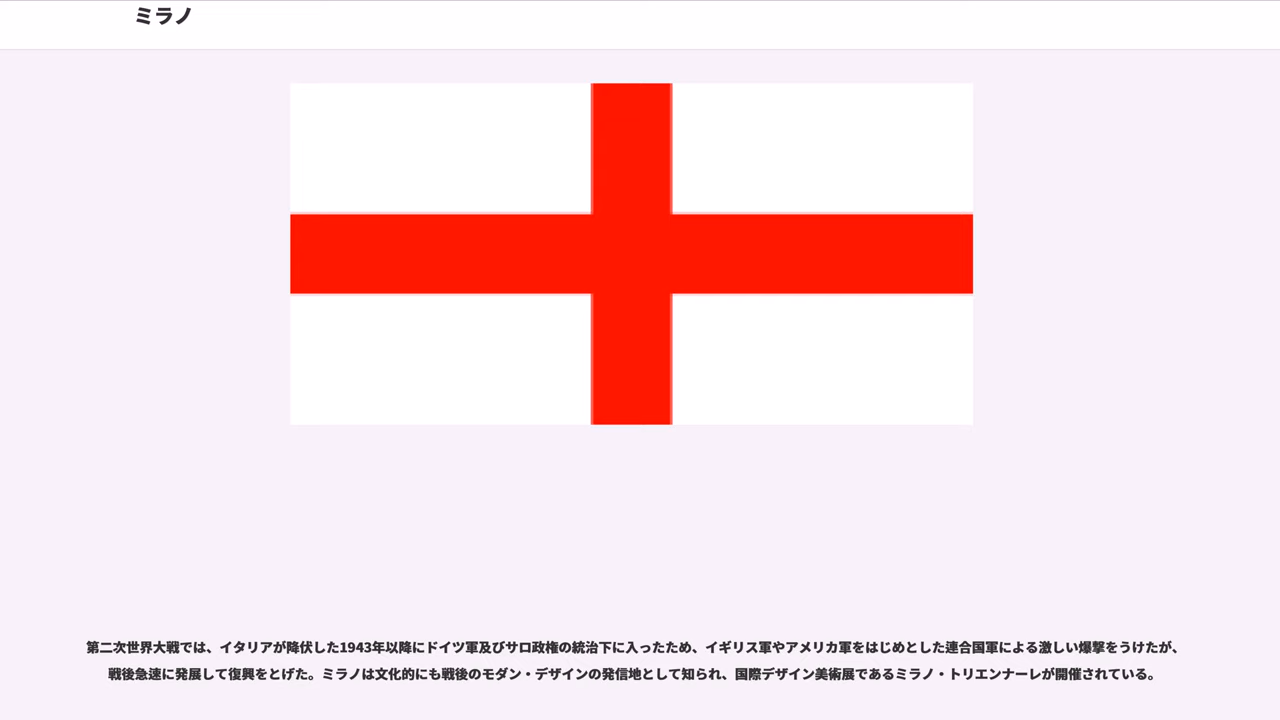 ミラノ
第二次世界大戦では、イタリアが降伏した1943年以降にドイツ軍及びサロ政権の統治下に入ったため、イギリス軍やアメリカ軍をはじめとした連合国軍による激しい爆撃をうけたが、
戦後急速に発展して復興をとげた。ミラノは文化的にも戦後のモダン・デザインの発信地として知られ、国際デザイン美術展であるミラノ・トリエンナーレが開催されている。